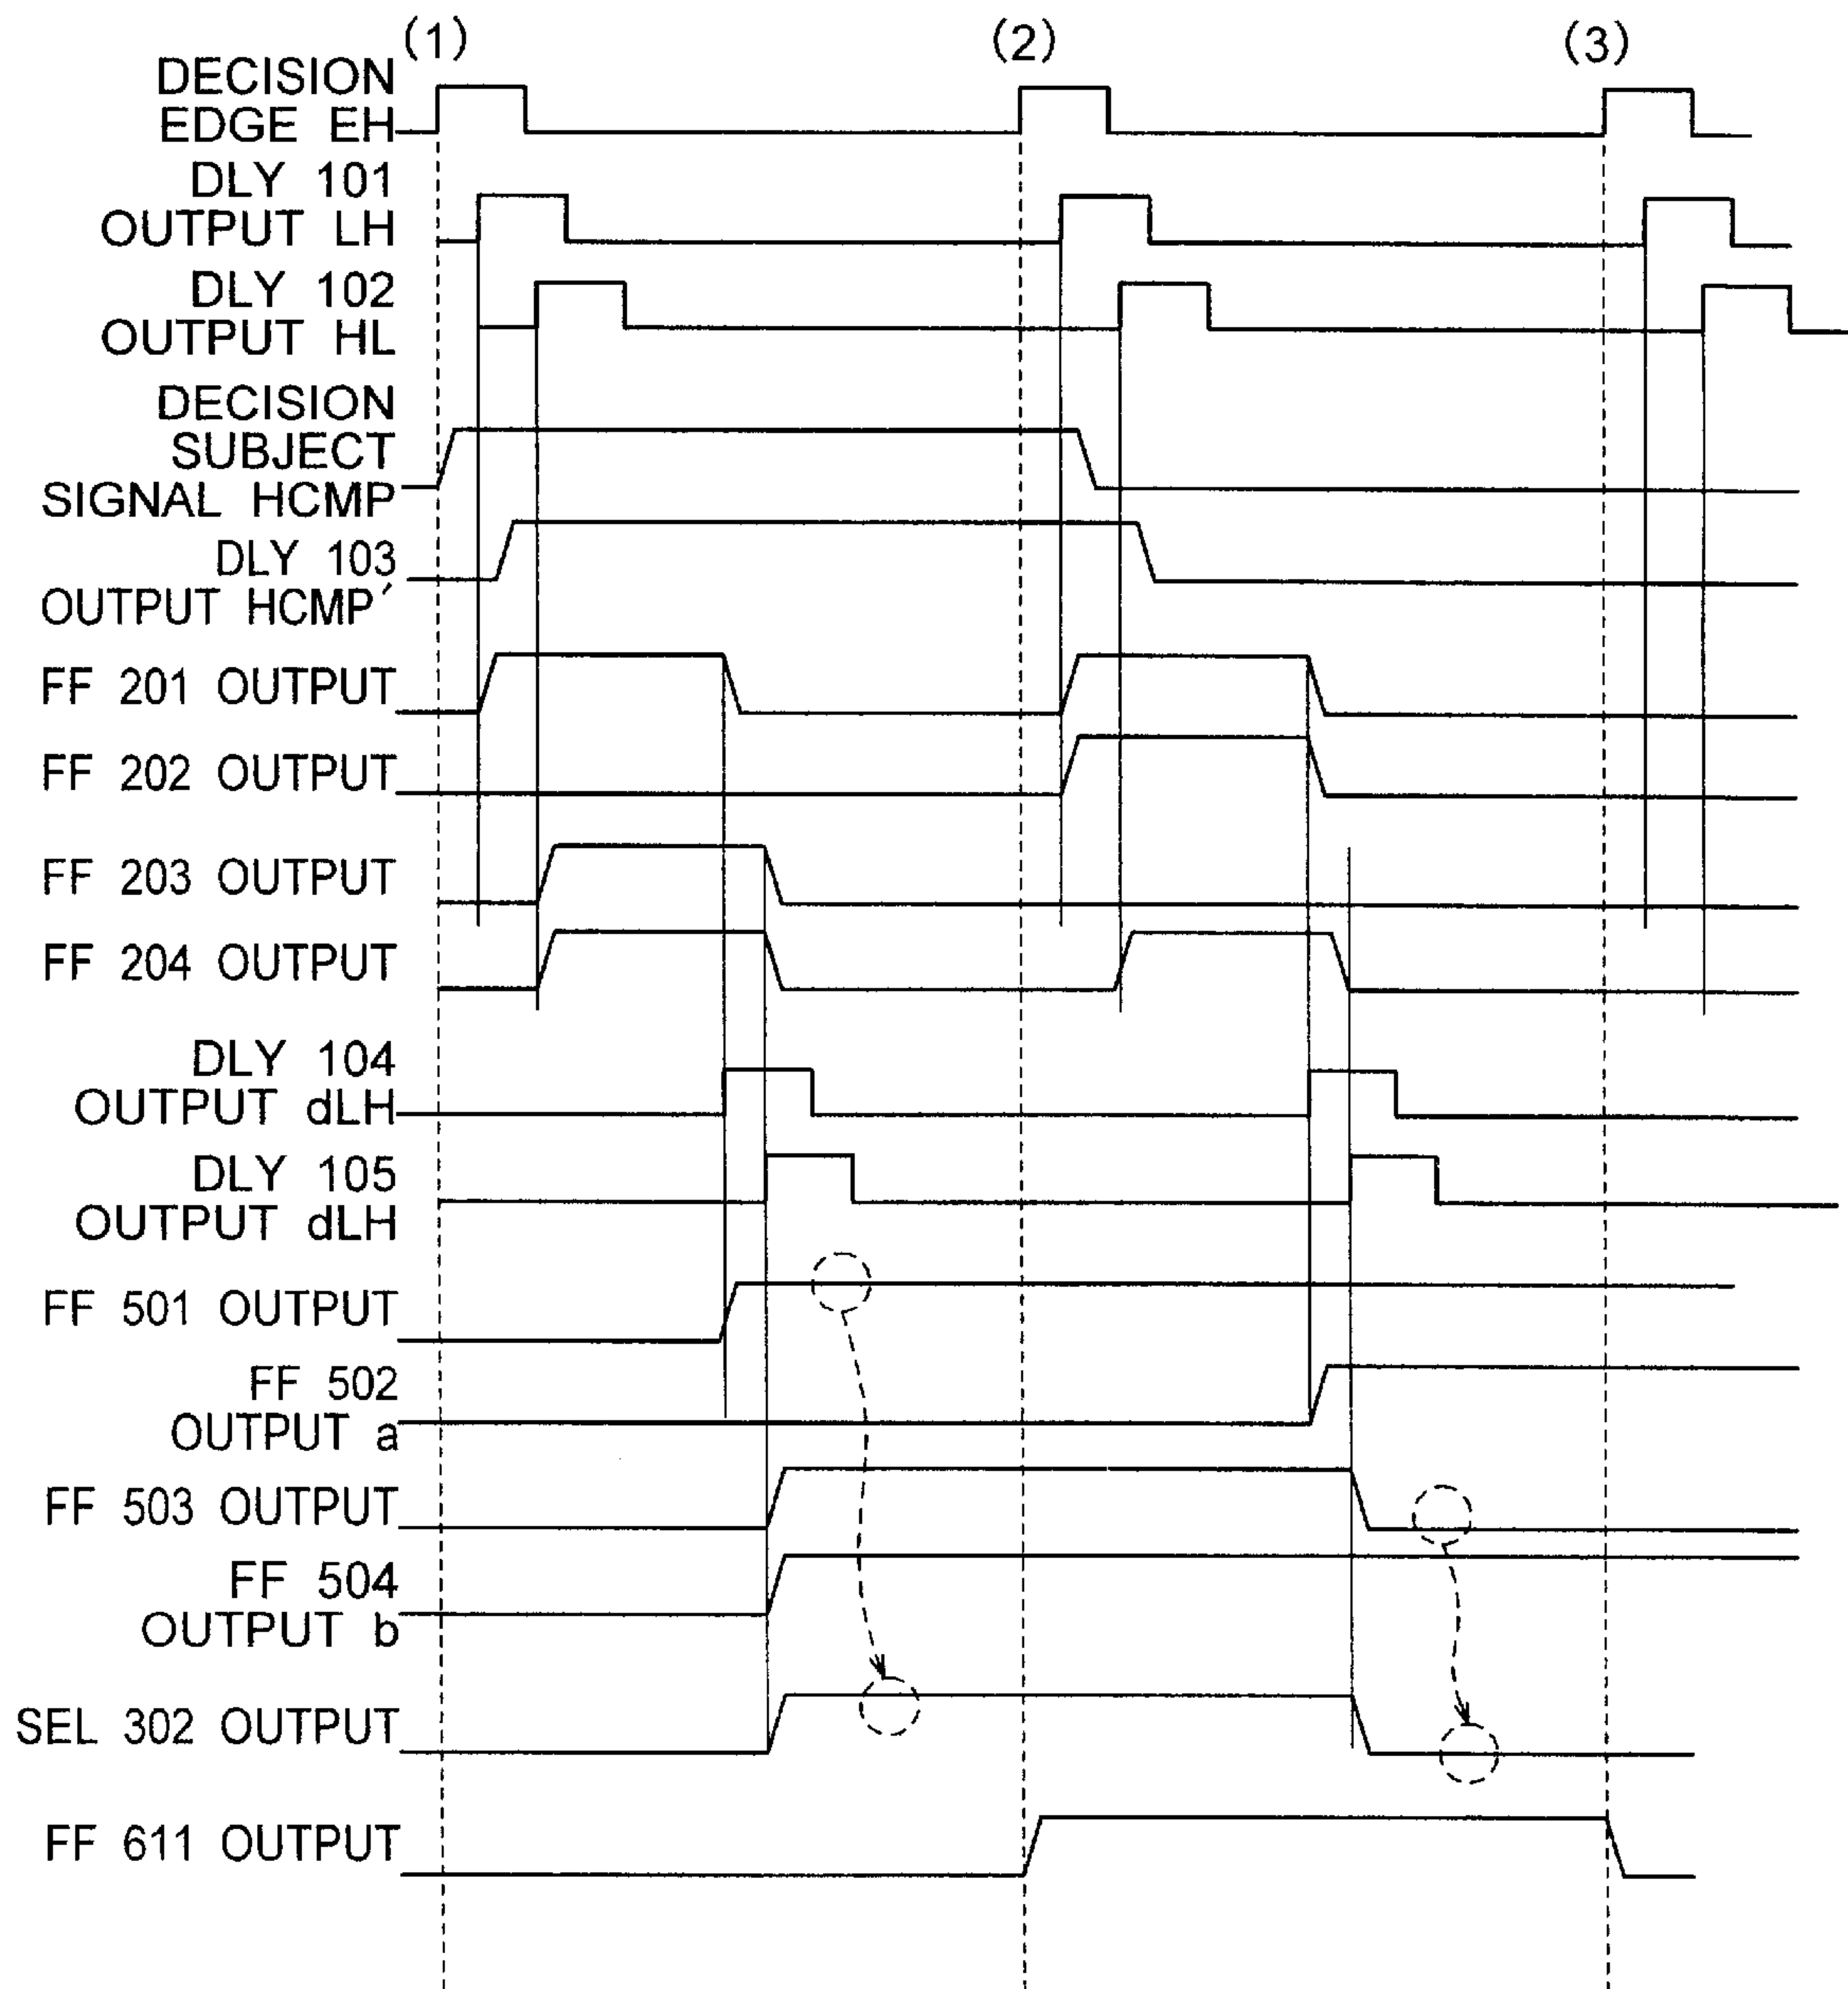 (1)
(2)
(3)
DECISION
EDGE EH
DLY 101
OUTPUT LH
DLY 102
OUTPUT HL
DECISION
SUBJECT
SIGNAL HCMP
DLY 103
OUTPUT HCMP´
FF 201 OUTPUT
FF 202 OUTPUT
FF 203 OUTPUT
FF 204 OUTPUT
DLY 104
OUTPUT dLH
DLY 105
OUTPUT dLH
FF 501 OUTPUT
FF 502
OUTPUT a
FF 503 OUTPUT
FF 504
OUTPUT b
SEL 302 OUTPUT
FF 611 OUTPUT